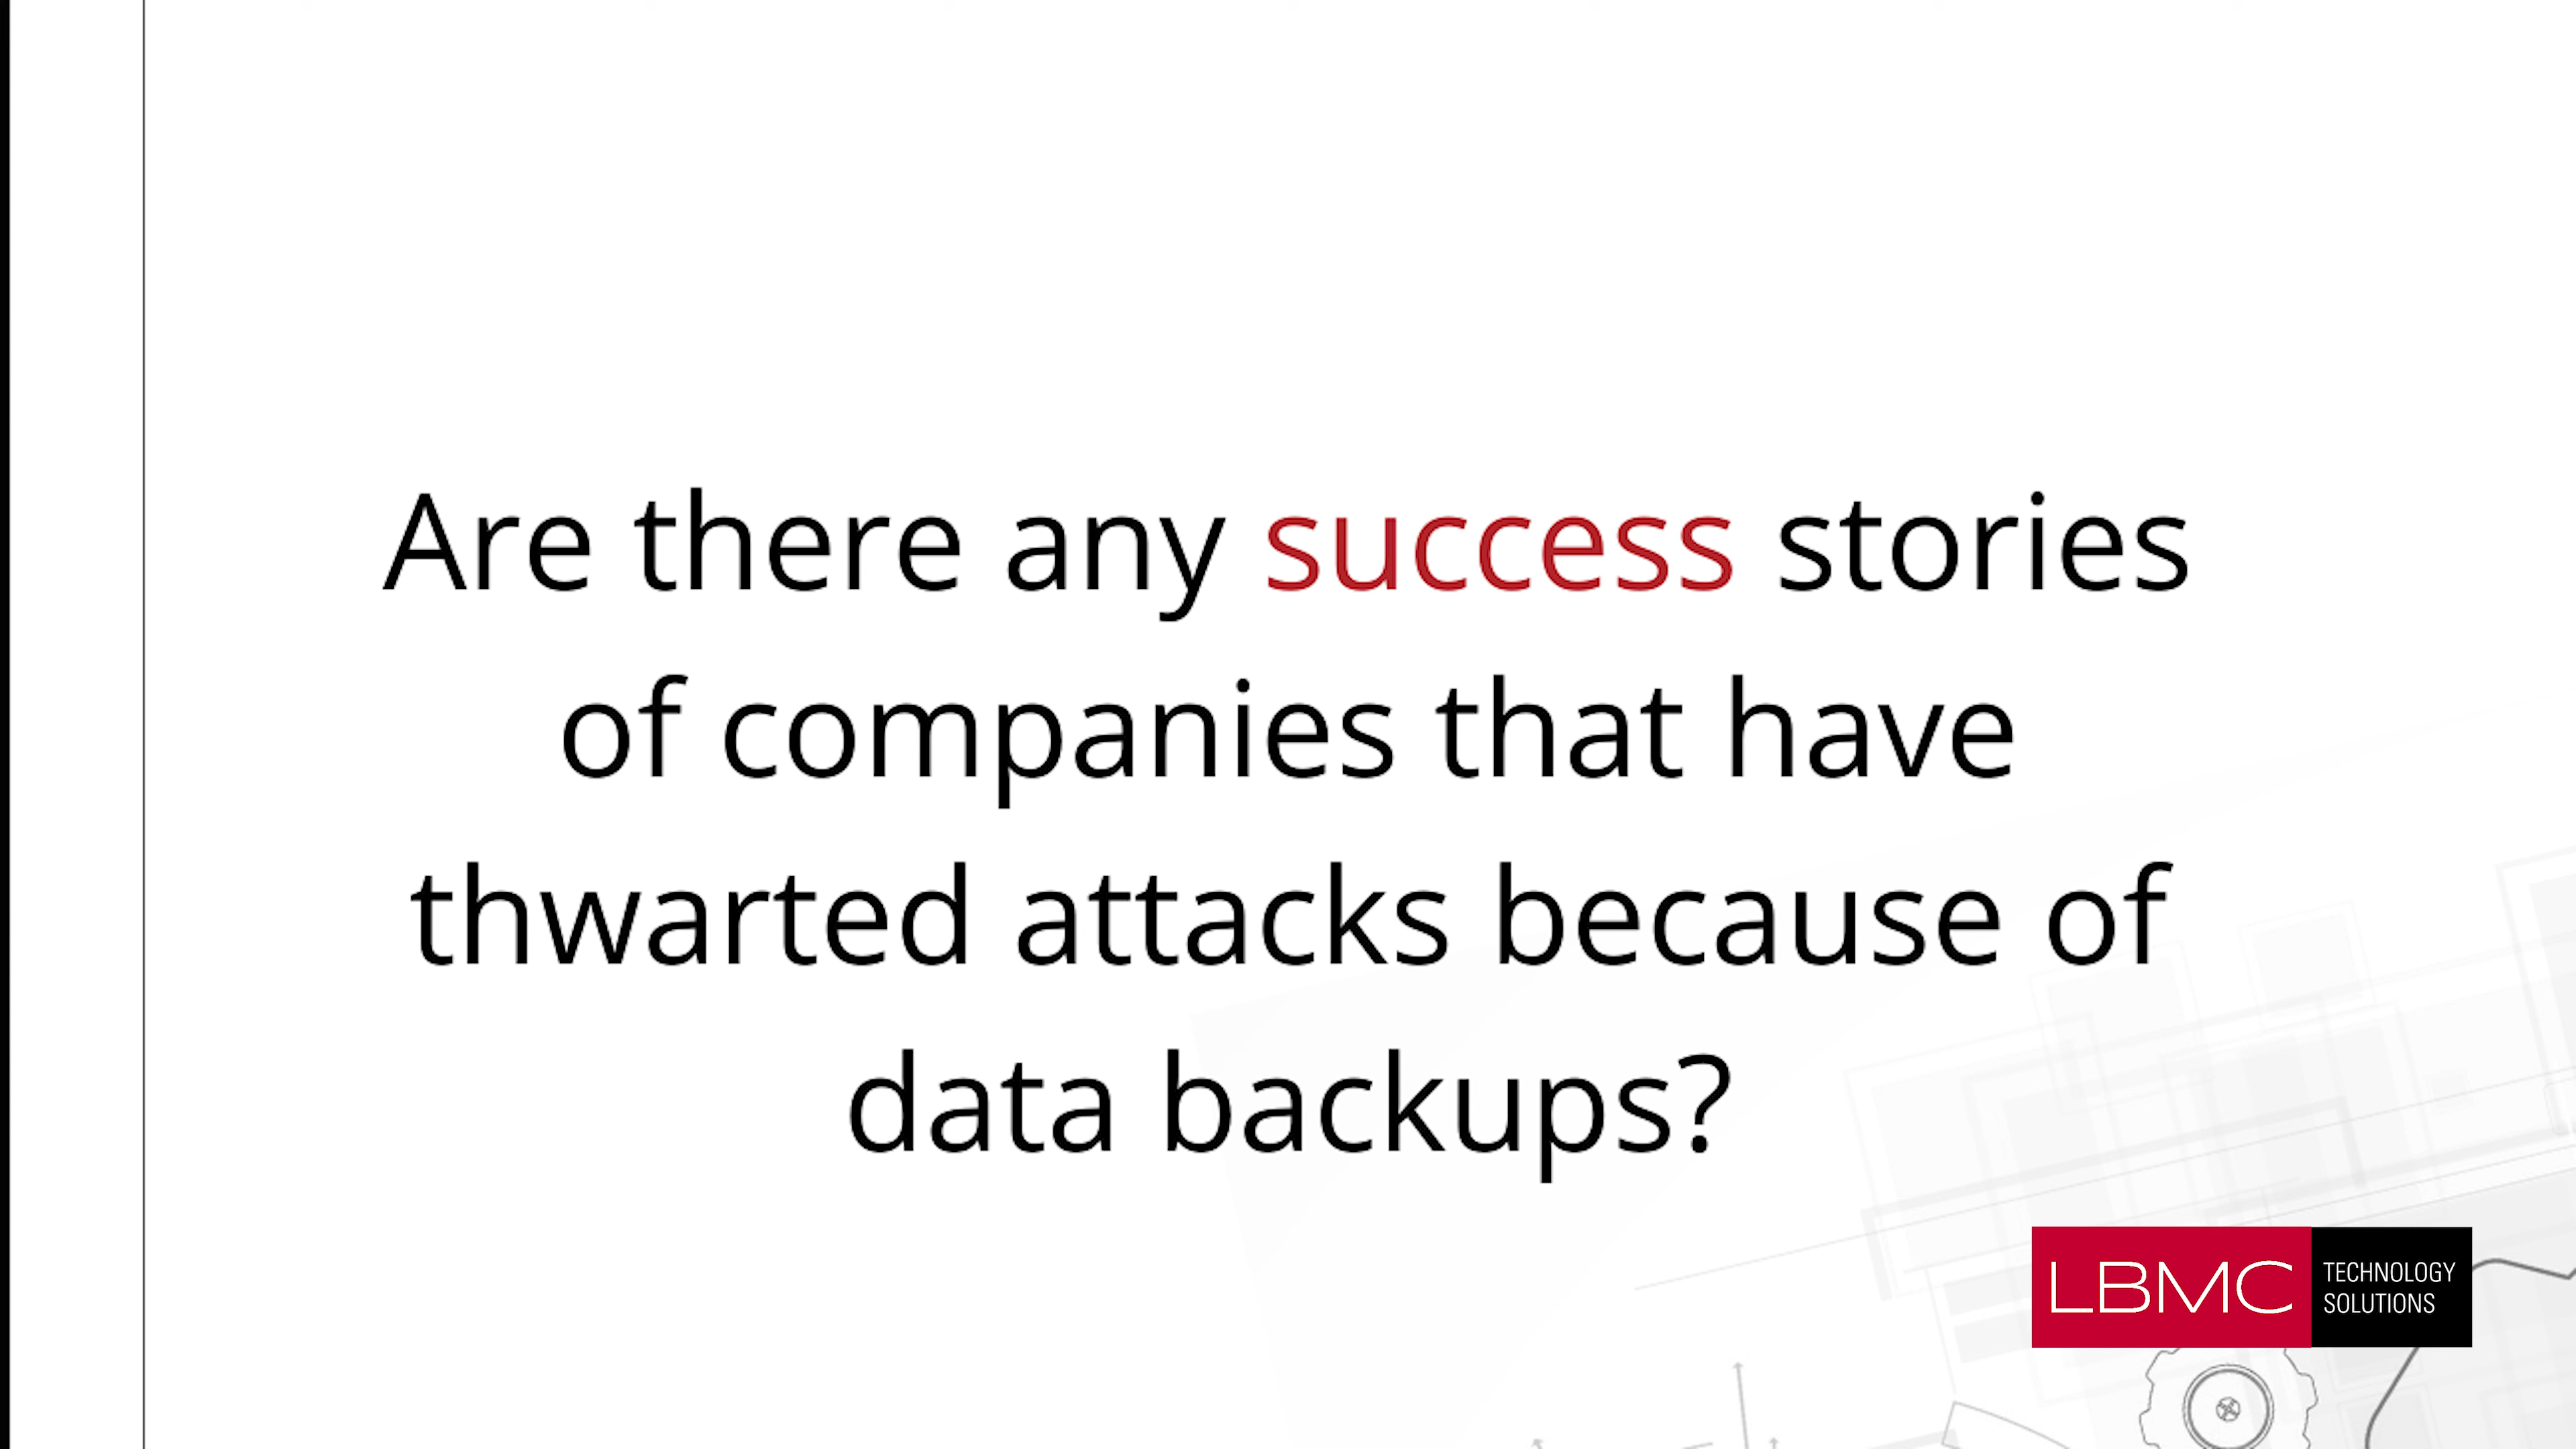 Are there any success stories
of companies that have
thwarted attacks because of
data backups?
LBMC
TECHNOLOGY
SOLUTIONS